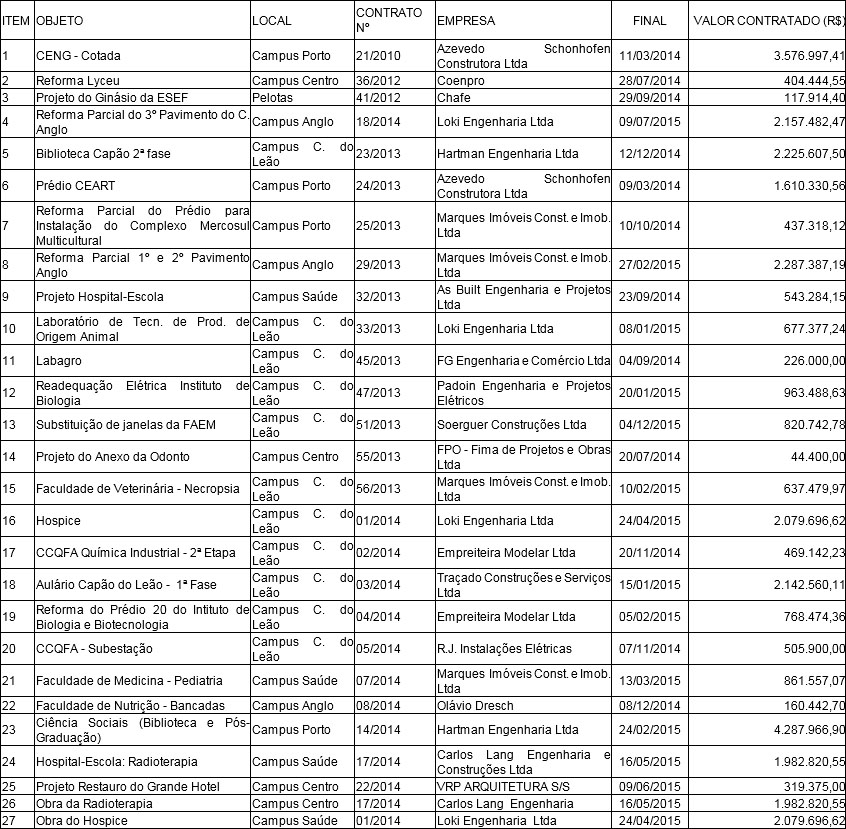 ITEM OBJETO LOCAL CONTRATO Nº EMPRESA FINAL VALOR CONTRATADO (R$)
1 CENG - Cotada Campus Porto 21/2010 Azevedo Schonhofen Construtora Ltda 11/03/2014 3.576.997,41
2 Reforma Lyceu Campus Centro 36/2012 Coenpro 28/07/2014 404.444,55
3 Projeto do Ginásio da ESEF Pelotas 41/2012 Chafe 29/09/2014 117.914,40
4 Reforma Parcial do 3º Pavimento do C. Anglo Campus Anglo 18/2014 Loki Engenharia Ltda 09/07/2015 2.157.482,47
5 Biblioteca Capão 2ª fase Campus C. do Leão 23/2013 Hartman Engenharia Ltda 12/12/2014 2.225.607,50
6 Prédio CEART Campus Porto 24/2013 Azevedo Schonhofen Construtora Ltda 09/03/2014 1.610.330,56
7 Reforma Parcial do Prédio para Instalação do Complexo Mercosul Multicultural Campus Porto 25/2013 Marques Imóveis Const. e Imob. Ltda 10/10/2014 437.318,12
8 Reforma Parcial 1º e 2º Pavimento Anglo Campus Anglo 29/2013 Marques Imóveis Const. e Imob. Ltda 27/02/2015 2.287.387,19
9 Projeto Hospital-Escola Campus Saúde 32/2013 As Built Engenharia e Projetos Ltda 23/09/2014 543.284,15
10 Laboratório de Tecn. de Prod. de Origem Animal Campus C. do Leão 33/2013 Loki Engenharia Ltda 08/01/2015 677.377,24
11 Labagro Campus C. do Leão 45/2013 FG Engenharia e Comércio Ltda 04/09/2014 226.000,00
12 Readequação Elétrica Instituto de Biologia Campus C. do Leão 47/2013 Padoin Engenharia e Projetos Elétricos 20/01/2015 963.488,63
13 Substituição de janelas da FAEM Campus C. do Leão 51/2013 Soerguer Construções Ltda 04/12/2015 820.742,78
14 Projeto do Anexo da Odonto Campus Centro 55/2013 FPO - Fima de Projetos e Obras Ltda 20/07/2014 44.400,00
15 Faculdade de Veterinária - Necropsia Campus C. do Leão 56/2013 Marques Imóveis Const. e Imob. Ltda 10/02/2015 637.479,97
16 Hospice Campus C. do Leão 01/2014 Loki Engenharia Ltda 24/04/2015 2.079.696,62
17 CCQFA Química Industrial - 2ª Etapa Campus C. do Leão 02/2014 Empreiteira Modelar Ltda 20/11/2014 469.142,23
18 Aulário Capão do Leão - 1ª Fase Campus C. do Leão 03/2014 Traçado Construções e Serviços Ltda 15/01/2015 2.142.560,11
19 Reforma do Prédio 20 do Intituto de Biologia e Biotecnologia Campus C. do Leão 04/2014 Empreiteira Modelar Ltda 05/02/2015 768.474,36
20 CCQFA - Subestação Campus C. do Leão 05/2014 R.J. Instalações Elétricas 07/11/2014 505.900,00
21 Faculdade de Medicina - Pediatria Campus Saúde 07/2014 Marques Imóveis Const. e Imob. Ltda 13/03/2015 861.557,07
22 Faculdade de Nutrição - Bancadas Campus Anglo 08/2014 Olávio Dresch 08/12/2014 160.442,70
23 Ciência Sociais (Biblioteca e Pós-Graduação) Campus Porto 14/2014 Hartman Engenharia Ltda 24/02/2015 4.287.966,90
24 Hospital-Escola: Radioterapia Campus Saúde 17/2014 Carlos Lang Engenharia e Construções Ltda 16/05/2015 1.982.820,55
25 Projeto Restauro do Grande Hotel Campus Centro 22/2014 VRP ARQUITETURA S/S 09/06/2015 319.375,00
26 Obra da Radioterapia Campus Centro 17/2014 Carlos Lang Engenharia 16/05/2015 1.982.820,55
27 Obra do Hospice Campus Saúde 01/2014 Loki Engenharia Ltda 24/04/2015 2.079.696,62